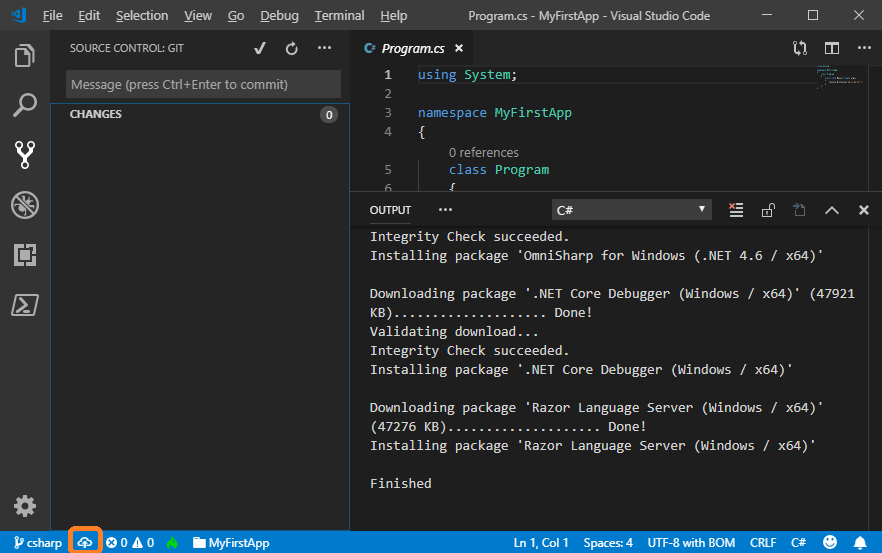 File Edit Selection View Go Debug Terminal Help Program.cs - MyFirstApp - Visual Studio Code
SOURCE CONTROL: GIT
Message (press Ctrl+Enter to commit)
CHANGES 0
Program.cs
1 using System;
2
3 namespace MyFirstApp
4 {
0 references
5 class Program
6 {
OUTPUT C#
Integrity Check succeeded.
Installing package 'OmniSharp for Windows (.NET 4.6 / x64)'
Downloading package '.NET Core Debugger (Windows / x64)' (47921
KB).................... Done!
Validating download...
Integrity Check succeeded.
Installing package '.NET Core Debugger (Windows / x64)'
Downloading package 'Razor Language Server (Windows / x64)'
(47276 KB).................... Done!
Installing package 'Razor Language Server (Windows / x64)'
Finished
csharp 0 0 MyFirstApp Ln 1, Col 1 Spaces: 4 UTF-8 with BOM CRLF C#